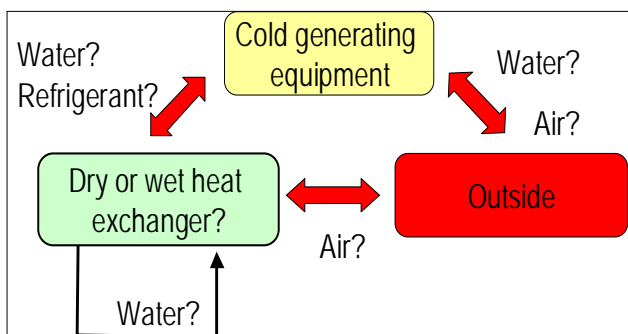 Water?
Refrigerant?
Cold generating
equipment
Water?
Air?
Dry or wet heat
exchanger?
Air?
Outside
Water?